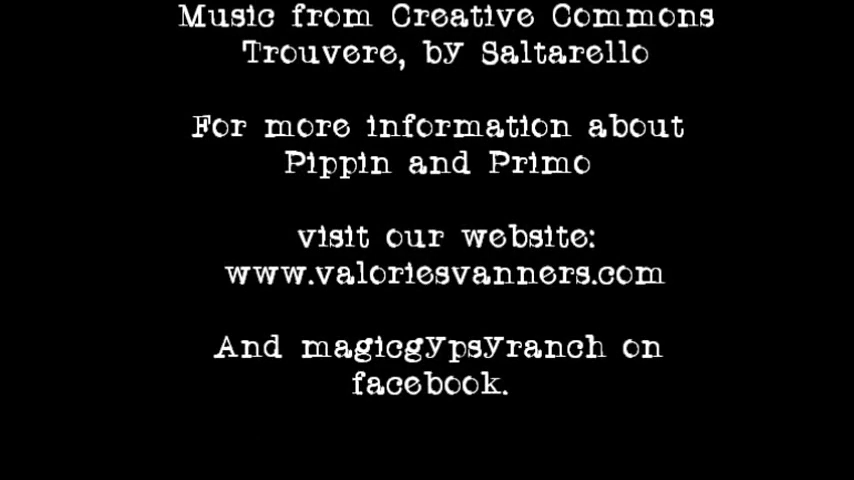 Music from Creative Commons
Trouvere, by Saltarello
For more information about
Pippin and Primo
visit our website:
www.valoriesvanners.com
And magicgypsyranch on
facebook.